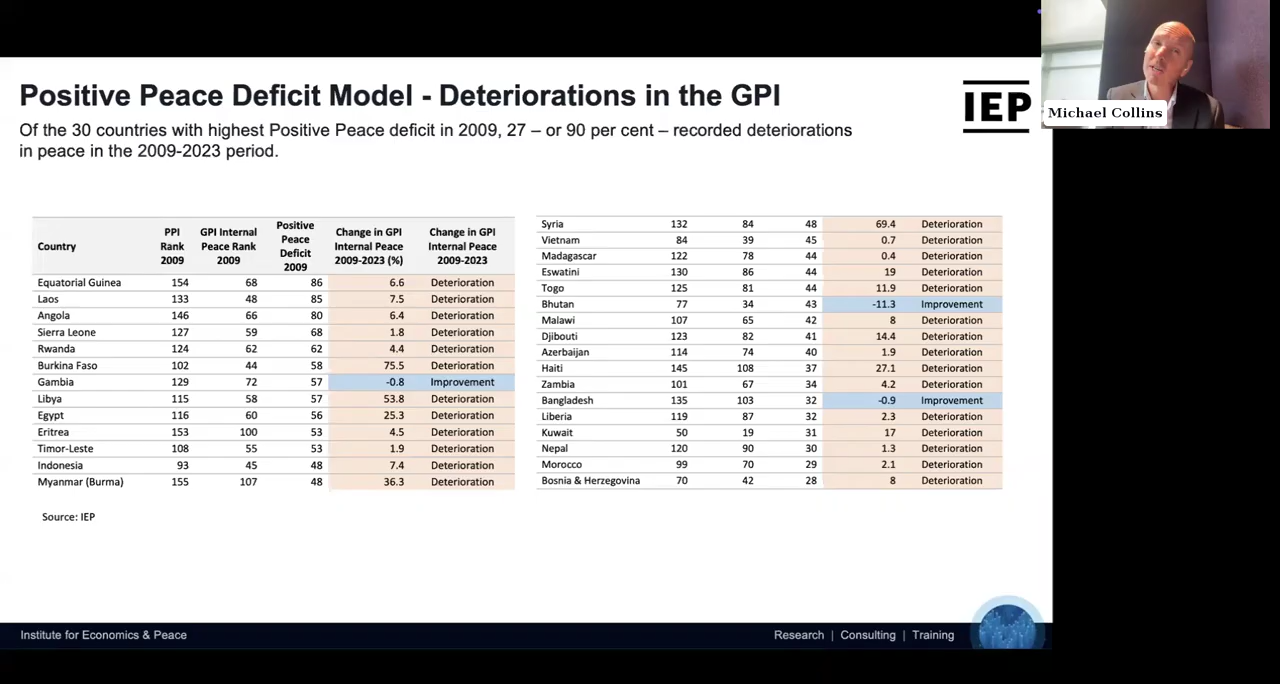 Positive Peace Deficit Model - Deteriorations in the GPI
Of the 30 countries with highest Positive Peace deficit in 2009, 27 – or 90 per cent – recorded deteriorations
in peace in the 2009-2023 period.
IEP
Michael Collins
Country PPI Rank 2009 GPI Internal Peace Rank 2009 Positive Peace Deficit 2009 Change in GPI Internal Peace 2009-2023 (%) Change in GPI Internal Peace 2009-2023
Equatorial Guinea 154 68 86 6.6 Deterioration
Laos 133 48 85 7.5 Deterioration
Angola 146 66 80 6.4 Deterioration
Sierra Leone 127 59 68 1.8 Deterioration
Rwanda 124 62 62 4.4 Deterioration
Burkina Faso 102 44 58 75.5 Deterioration
Gambia 129 72 57 -0.8 Improvement
Libya 115 58 57 53.8 Deterioration
Egypt 116 60 56 25.3 Deterioration
Eritrea 153 100 53 4.5 Deterioration
Timor-Leste 108 55 53 1.9 Deterioration
Indonesia 93 45 48 7.4 Deterioration
Myanmar (Burma) 155 107 48 36.3 Deterioration
Syria 132 84 48 69.4 Deterioration
Vietnam 84 39 45 0.7 Deterioration
Madagascar 122 78 44 0.4 Deterioration
Eswatini 130 86 44 19 Deterioration
Togo 125 81 44 11.9 Deterioration
Bhutan 77 34 43 -11.3 Improvement
Malawi 107 65 42 8 Deterioration
Djibouti 123 82 41 14.4 Deterioration
Azerbaijan 114 74 40 1.9 Deterioration
Haiti 145 108 37 27.1 Deterioration
Zambia 101 67 34 4.2 Deterioration
Bangladesh 135 103 32 -0.9 Improvement
Liberia 119 87 32 2.3 Deterioration
Kuwait 50 19 31 17 Deterioration
Nepal 120 90 30 1.3 Deterioration
Morocco 99 70 29 2.1 Deterioration
Bosnia & Herzegovina 70 42 28 8 Deterioration
Source: IEP
Institute for Economics & Peace
Research | Consulting | Training